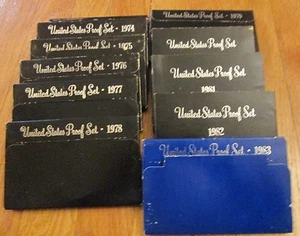 United States Proof Set - 1974
United States Proof Set - 1975
United States Proof Set - 1976
United States Proof Set - 1977
United States Proof Set - 1978
United States Proof Set - 1979
United States Proof Set
United States Proof Set
1981
United States Proof Set
1982
United States Proof Set - 1983